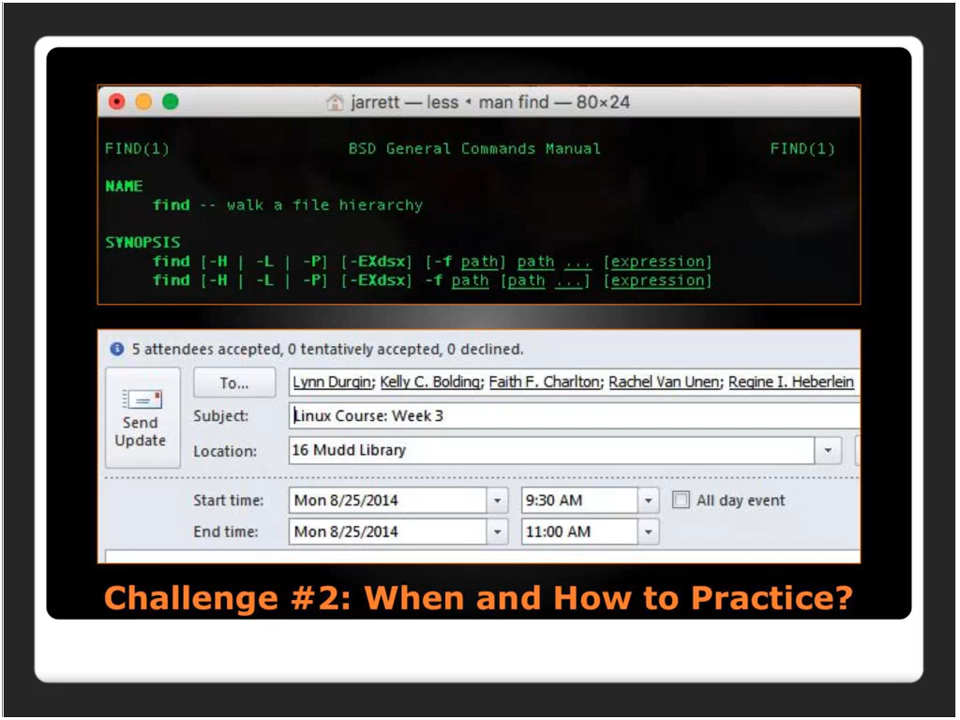 jarrett — less ◂ man find — 80×24
FIND(1) BSD General Commands Manual FIND(1)
NAME
find -- walk a file hierarchy
SYNOPSIS
find [-H | -L | -P] [-EXdsx] [-f path] path ... [expression]
find [-H | -L | -P] [-EXdsx] -f path [path ...] [expression]
5 attendees accepted, 0 tentatively accepted, 0 declined.
To... Lynn Durgin; Kelly C. Bolding; Faith F. Charlton; Rachel Van Unen; Regine I. Heberlein
Send Update
Subject: Linux Course: Week 3
Location: 16 Mudd Library
Start time: Mon 8/25/2014 9:30 AM All day event
End time: Mon 8/25/2014 11:00 AM
Challenge #2: When and How to Practice?